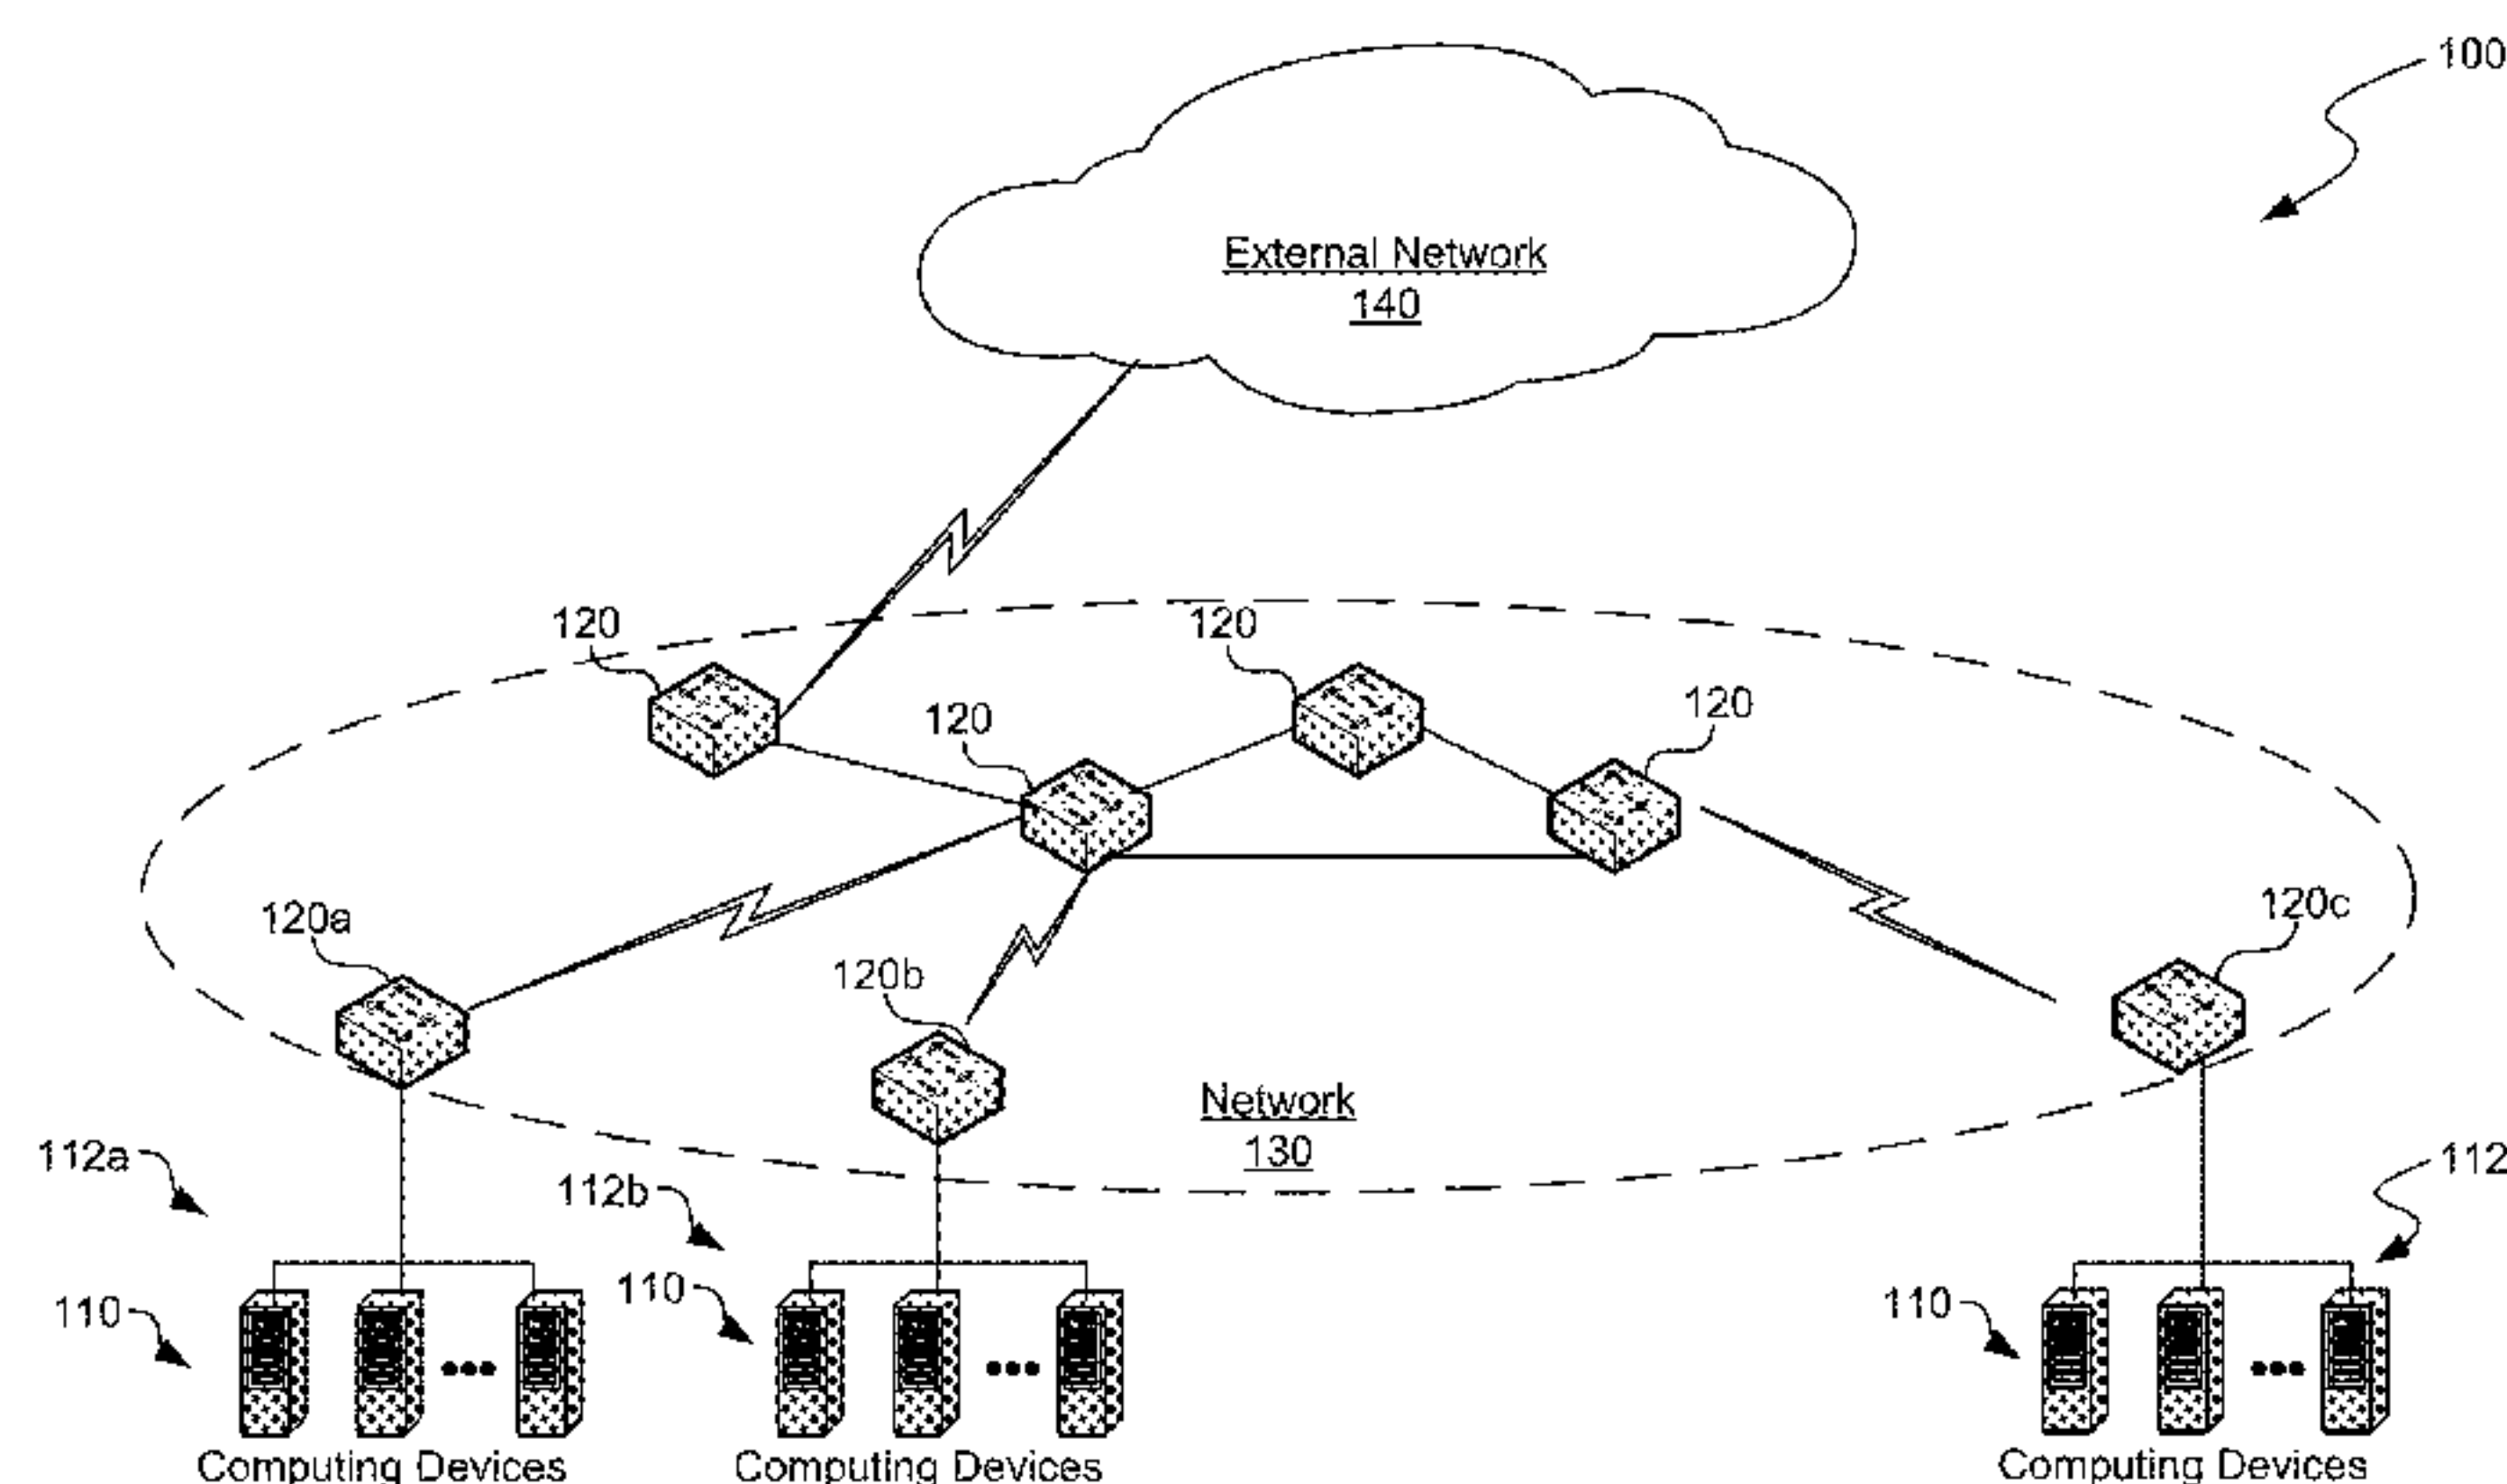 100
External Network
140
120
120
120
120
120a
120b
120c
Network
130
112a
112b
112
110
110
110
Computing Devices
Computing Devices
Computing Devices